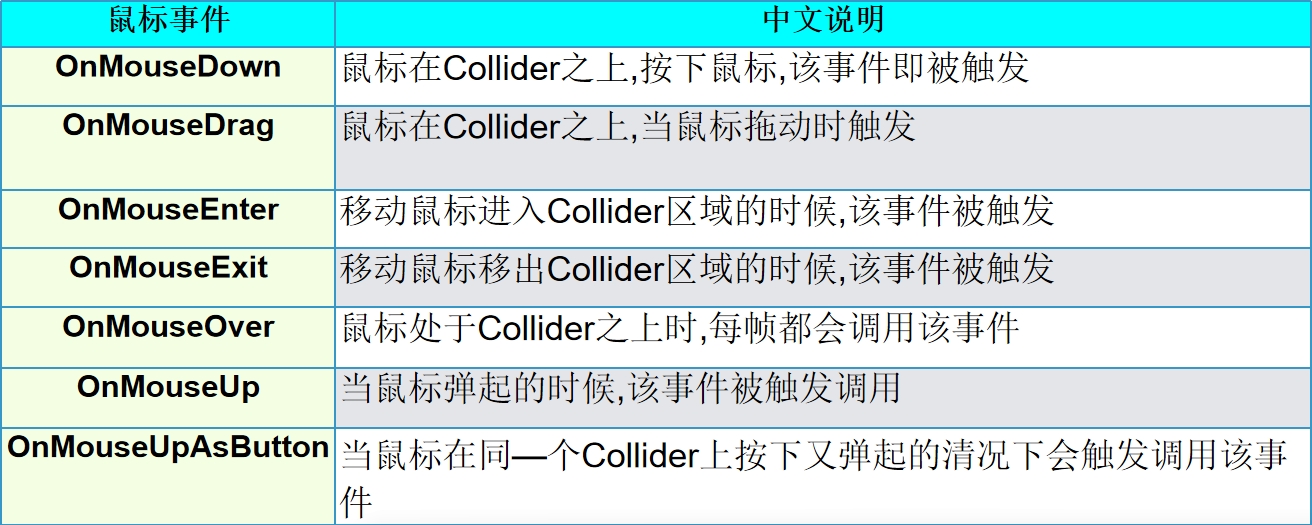 鼠标事件 中文说明
OnMouseDown 鼠标在Collider之上,按下鼠标,该事件即被触发
OnMouseDrag 鼠标在Collider之上,当鼠标拖动时触发
OnMouseEnter 移动鼠标进入Collider区域的时候,该事件被触发
OnMouseExit 移动鼠标移出Collider区域的时候,该事件被触发
OnMouseOver 鼠标处于Collider之上时,每帧都会调用该事件
OnMouseUp 当鼠标弹起的时候,该事件被触发调用
OnMouseUpAsButton 当鼠标在同—个Collider上按下又弹起的清况下会触发调用该事
件